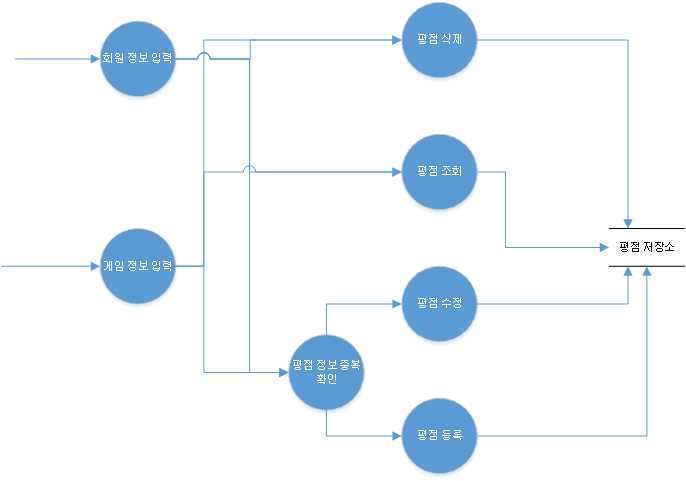 평점 삭제
회원 정보 입력
평점 조회
평점 저장소
게임 정보 입력
평점 수정
평점 정보 중복
확인
평점 등록